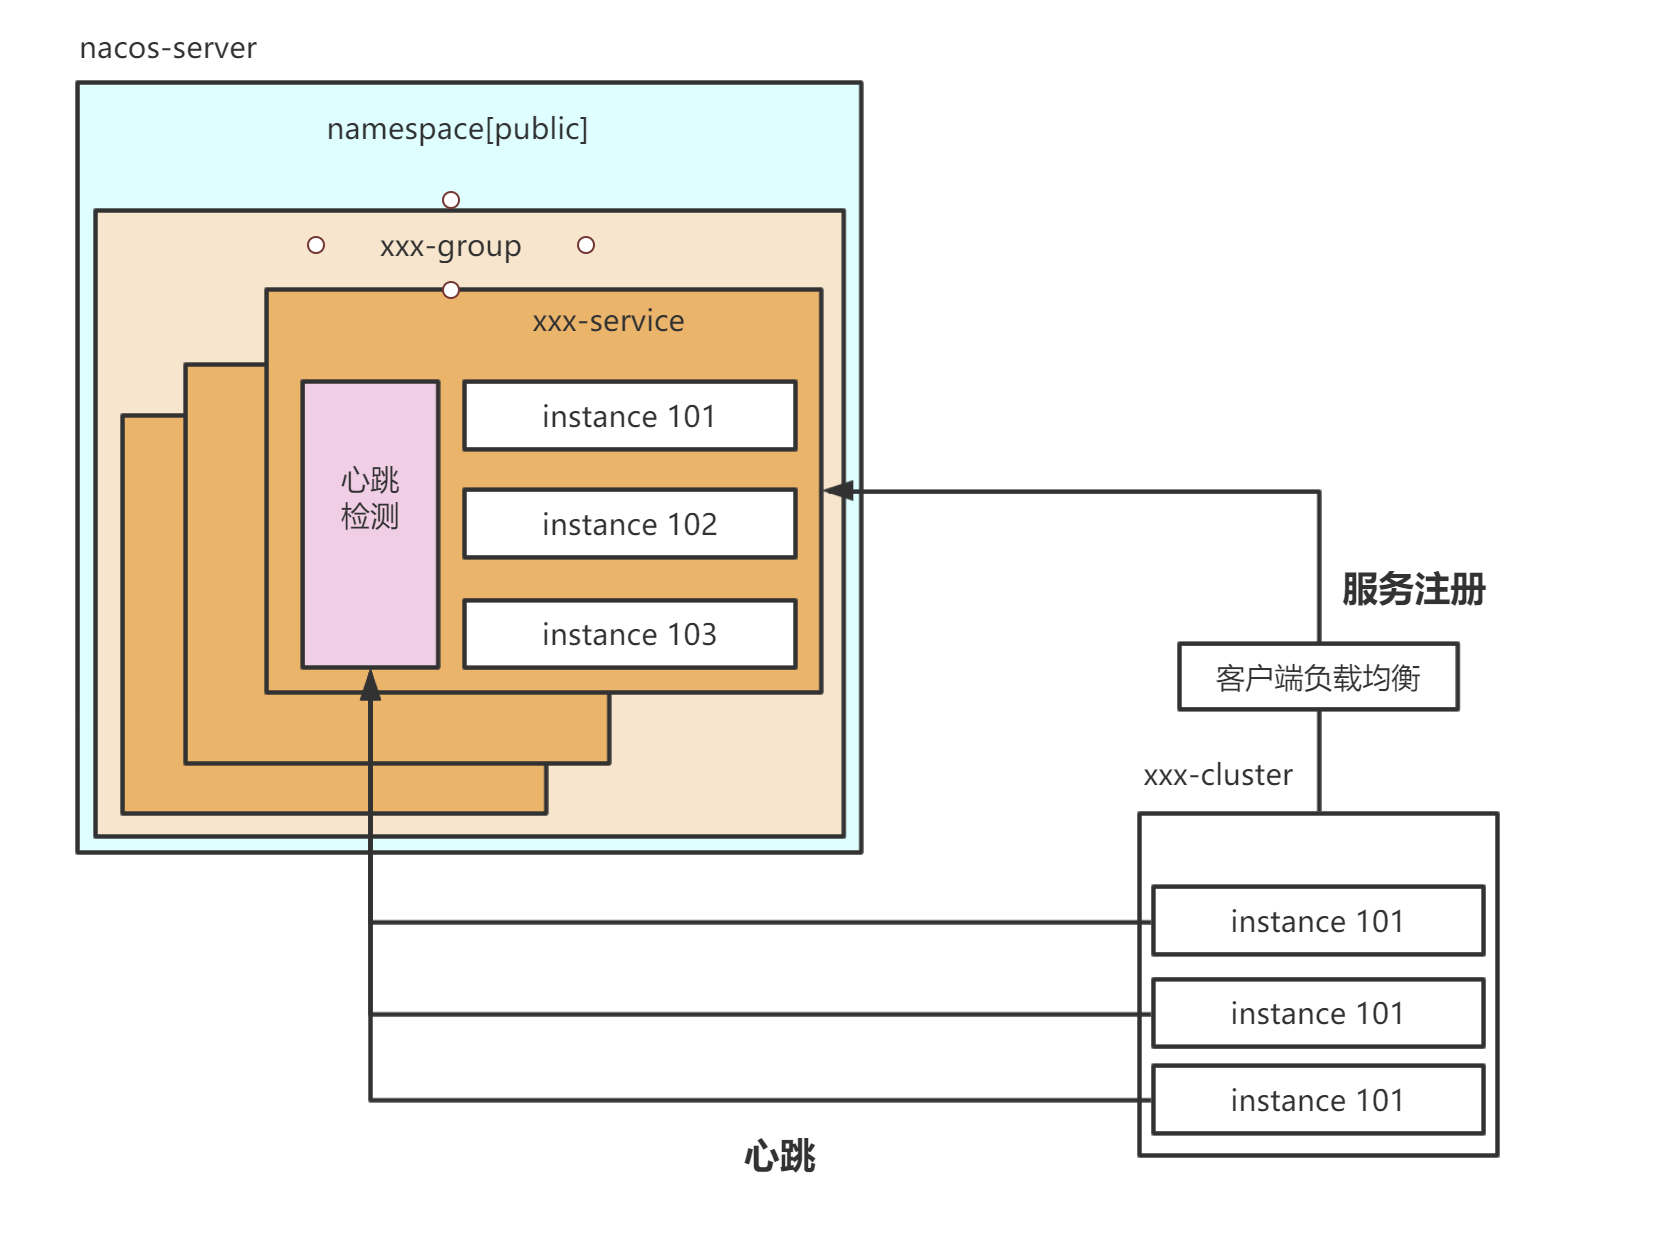 nacos-server
namespace[public]
xxx-group
xxx-service
心跳
检测
instance 101
instance 102
instance 103
服务注册
客户端负载均衡
xxx-cluster
instance 101
instance 101
instance 101
心跳